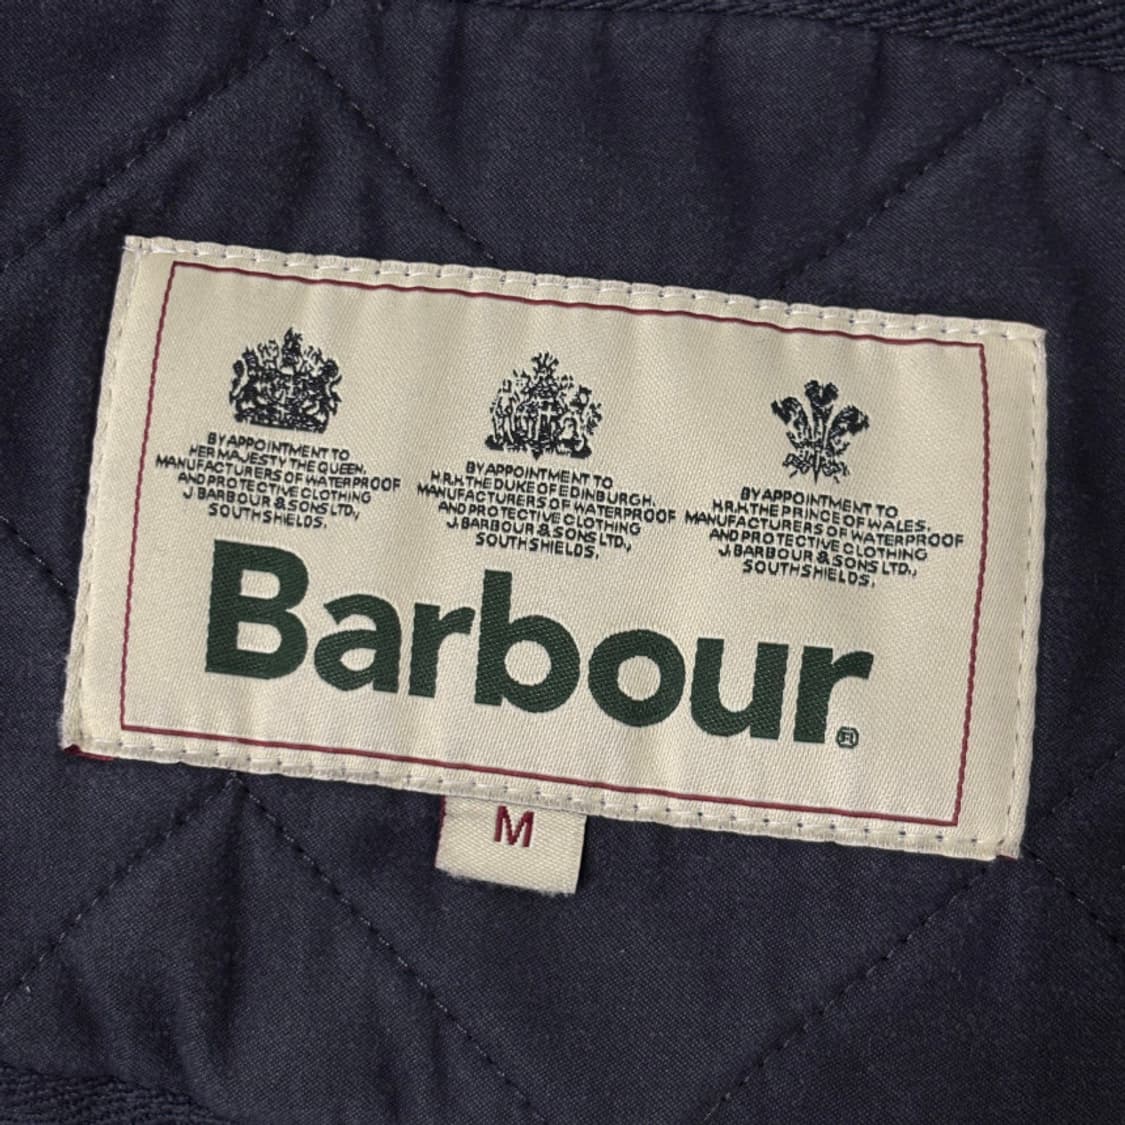 BY APPOINTMENT TO
HER MAJESTY THE QUEEN.
MANUFACTURERS OF WATERPROOF
AND PROTECTIVE CLOTHING
J. BARBOUR & SONS LTD.,
SOUTH SHIELDS.
BY APPOINTMENT TO
H.R.H. THE DUKE OF EDINBURGH.
MANUFACTURERS OF WATERPROOF
AND PROTECTIVE CLOTHING
J. BARBOUR & SONS LTD.,
SOUTH SHIELDS.
BY APPOINTMENT TO
H.R.H. THE PRINCE OF WALES.
MANUFACTURERS OF WATERPROOF
AND PROTECTIVE CLOTHING
J. BARBOUR & SONS LTD.,
SOUTH SHIELDS.
Barbour®
M